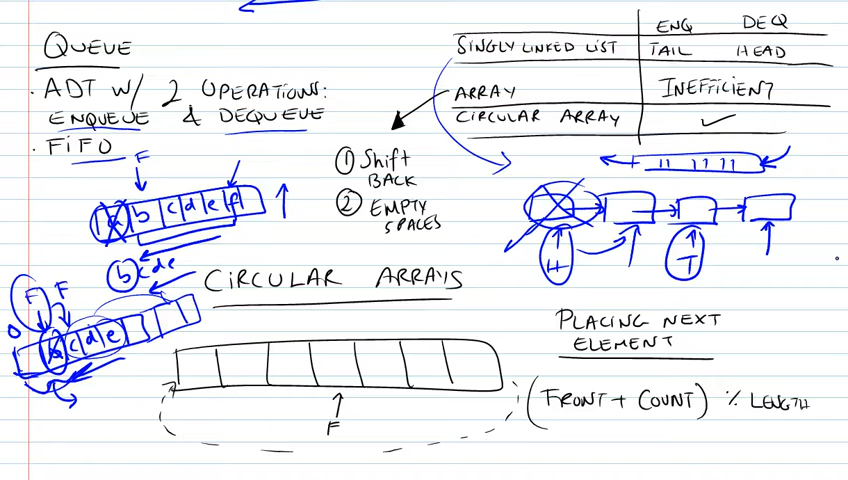 QUEUE
· ADT W/ 2 OPERATIONS:
ENQUEUE & DEQUEUE
· FIFO
ENQ DEQ
SINGLY LINKED LIST TAIL HEAD
ARRAY INEFFICIENT
CIRCULAR ARRAY ✓
① Shift
BACK
② EMPTY
SPACES
F
a b c d e f
b c d e
F F
0
b c d e
H T
CIRCULAR ARRAYS
F
PLACING NEXT
ELEMENT
(FRONT + COUNT) % LENGTH